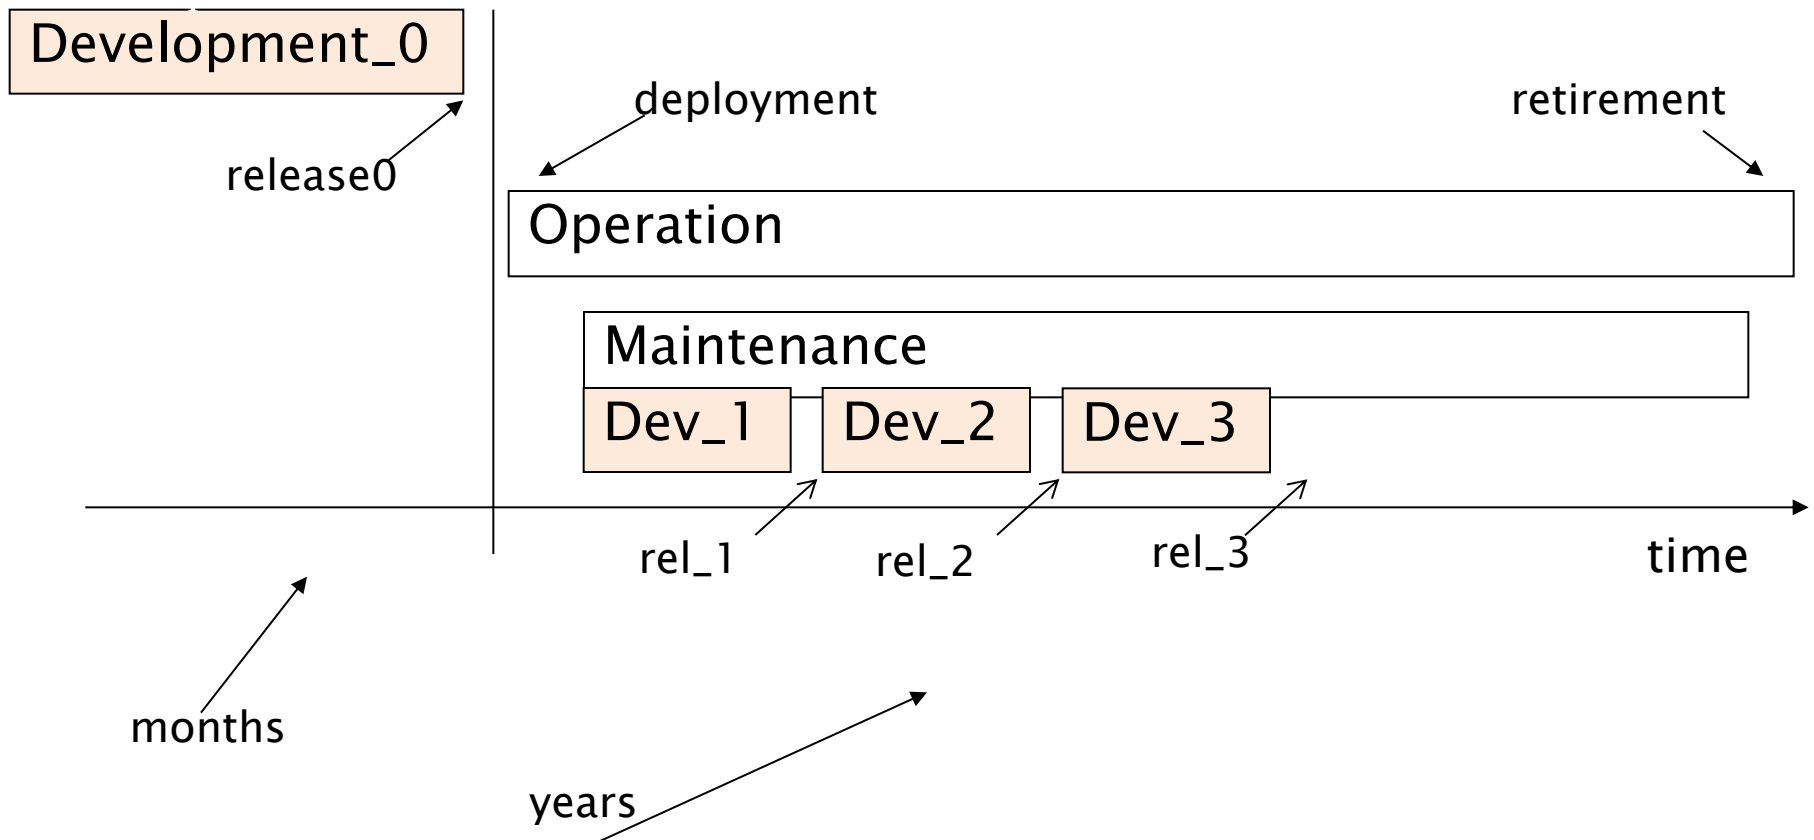 Development_0
deployment
retirement
release0
Operation
Maintenance
Dev_1
Dev_2
Dev_3
rel_1
rel_2
rel_3
time
months
years